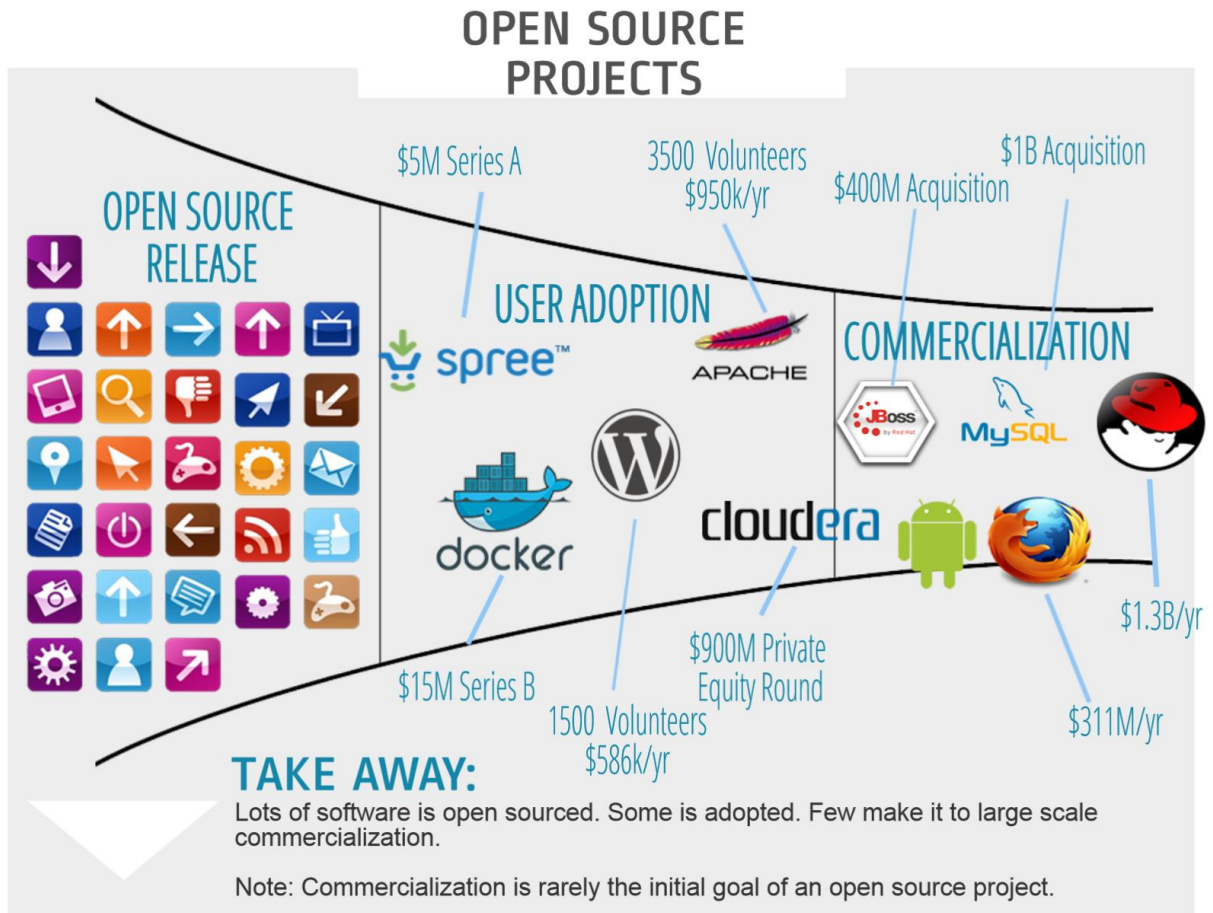 OPEN SOURCE
PROJECTS
$5M Series A
3500 Volunteers
$950k/yr
$400M Acquisition
$1B Acquisition
OPEN SOURCE
RELEASE
USER ADOPTION
COMMERCIALIZATION
spree™
APACHE
JBoss
by Red Hat
MySQL
W
docker
cloudera
$15M Series B
1500 Volunteers
$586k/yr
$900M Private
Equity Round
$1.3B/yr
$311M/yr
TAKE AWAY:
Lots of software is open sourced. Some is adopted. Few make it to large scale
commercialization.
Note: Commercialization is rarely the initial goal of an open source project.